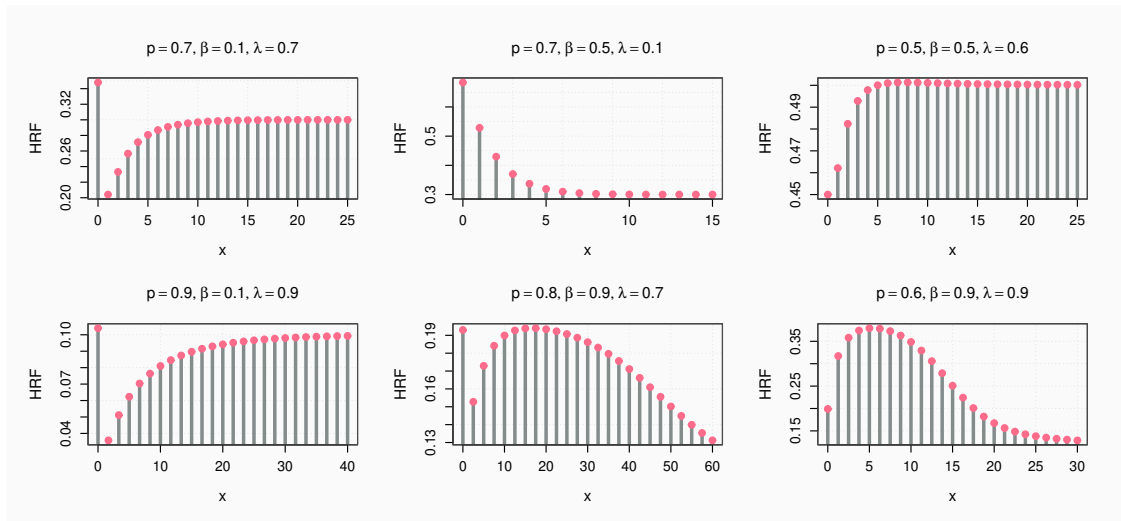 p = 0.7, β = 0.1, λ = 0.7
HRF
0.20 0.26 0.32
0 5 10 15 20 25
x
p = 0.7, β = 0.5, λ = 0.1
HRF
0.3 0.5
0 5 10 15
x
p = 0.5, β = 0.5, λ = 0.6
HRF
0.45 0.47 0.49
0 5 10 15 20 25
x
p = 0.9, β = 0.1, λ = 0.9
HRF
0.04 0.07 0.10
0 10 20 30 40
x
p = 0.8, β = 0.9, λ = 0.7
HRF
0.13 0.16 0.19
0 10 20 30 40 50 60
x
p = 0.6, β = 0.9, λ = 0.9
HRF
0.15 0.25 0.35
0 5 10 15 20 25 30
x